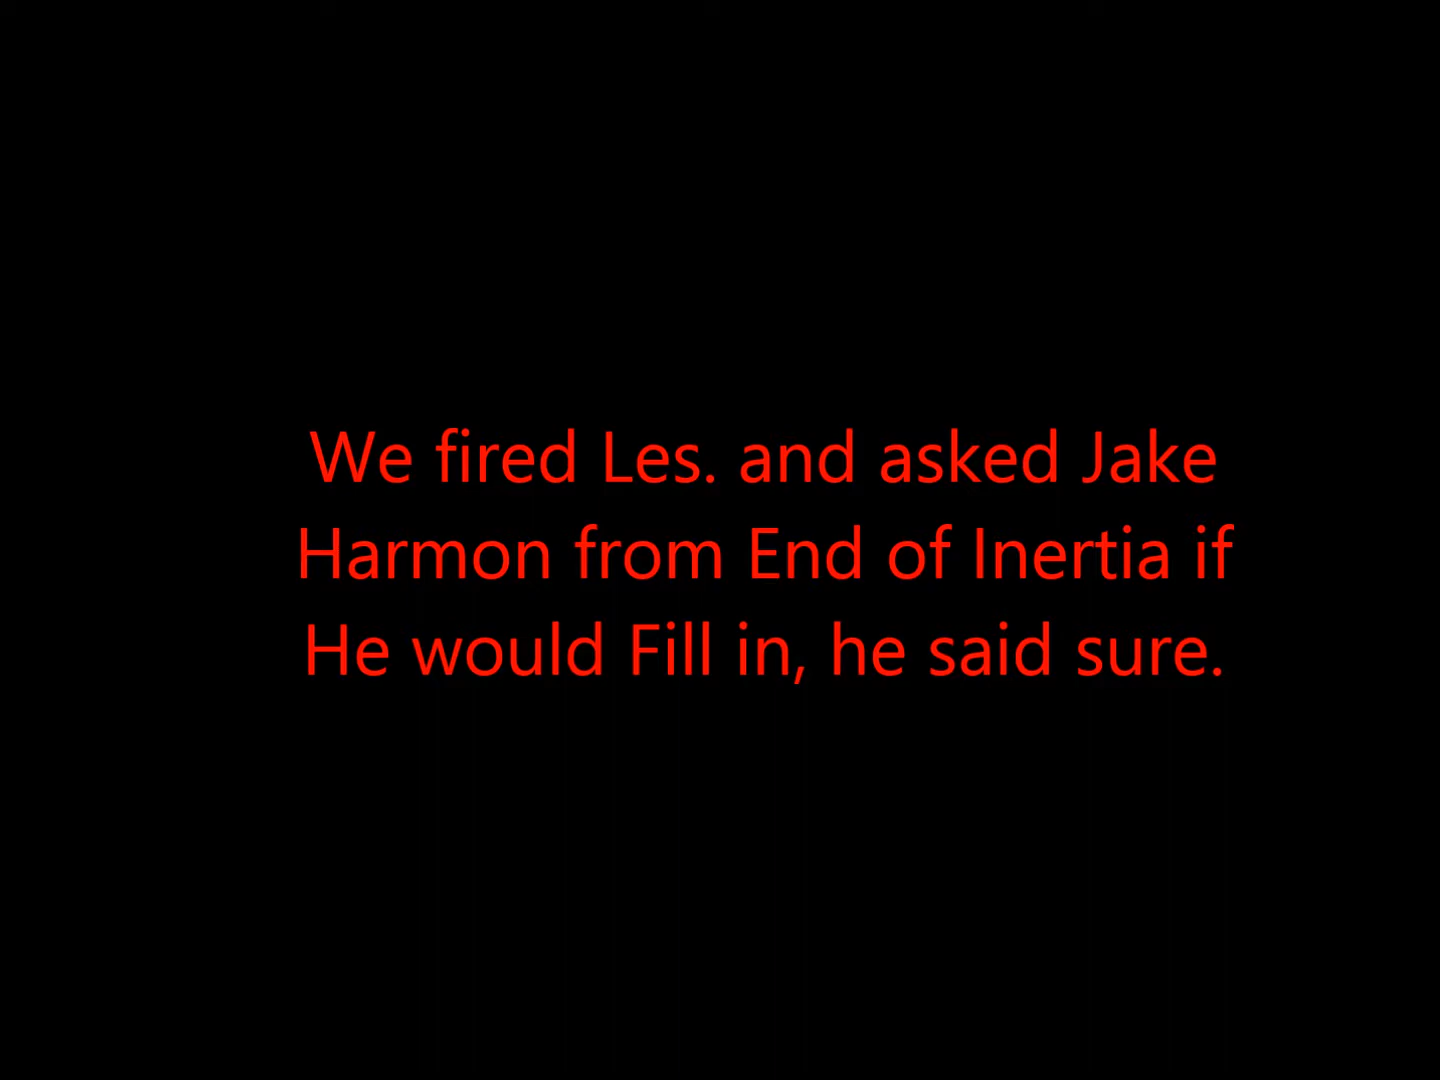 We fired Les. and asked Jake
Harmon from End of Inertia if
He would Fill in, he said sure.